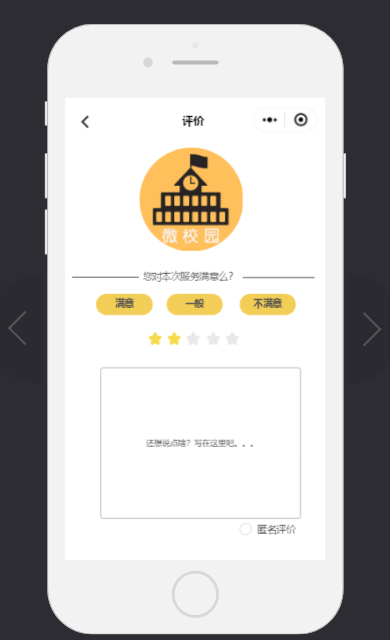 评价
微校园
您对本次服务满意么?
满意
一般
不满意
还想说点啥? 写在这里吧。。。
匿名评价